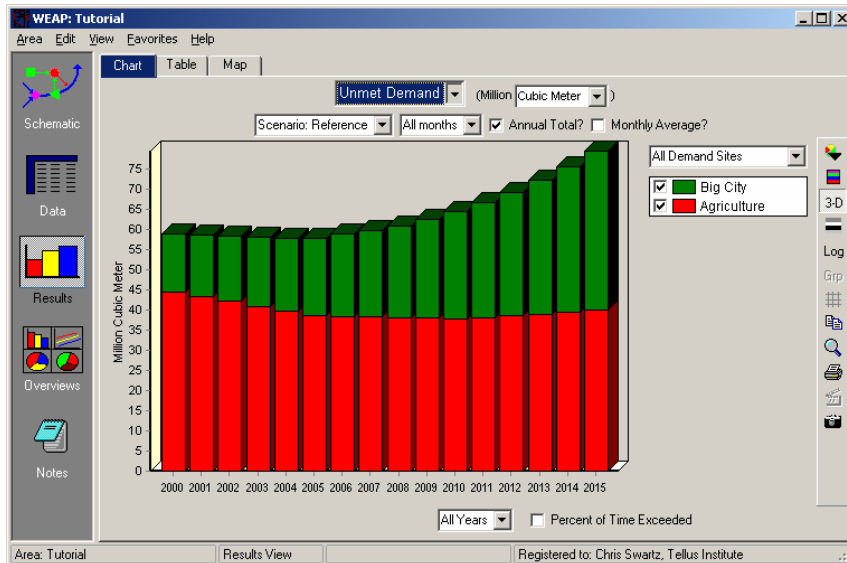 WEAP: Tutorial
Area Edit View Favorites Help
Chart Table Map
Unmet Demand (Million Cubic Meter )
Scenario: Reference All months Annual Total? Monthly Average?
All Demand Sites
Big City
Agriculture
Schematic
Data
Results
Overviews
Notes
3-D
Log
Grp
Million Cubic Meter
75
70
65
60
55
50
45
40
35
30
25
20
15
10
5
0
2000 2001 2002 2003 2004 2005 2006 2007 2008 2009 2010 2011 2012 2013 2014 2015
All Years Percent of Time Exceeded
Area: Tutorial Results View Registered to: Chris Swartz, Tellus Institute